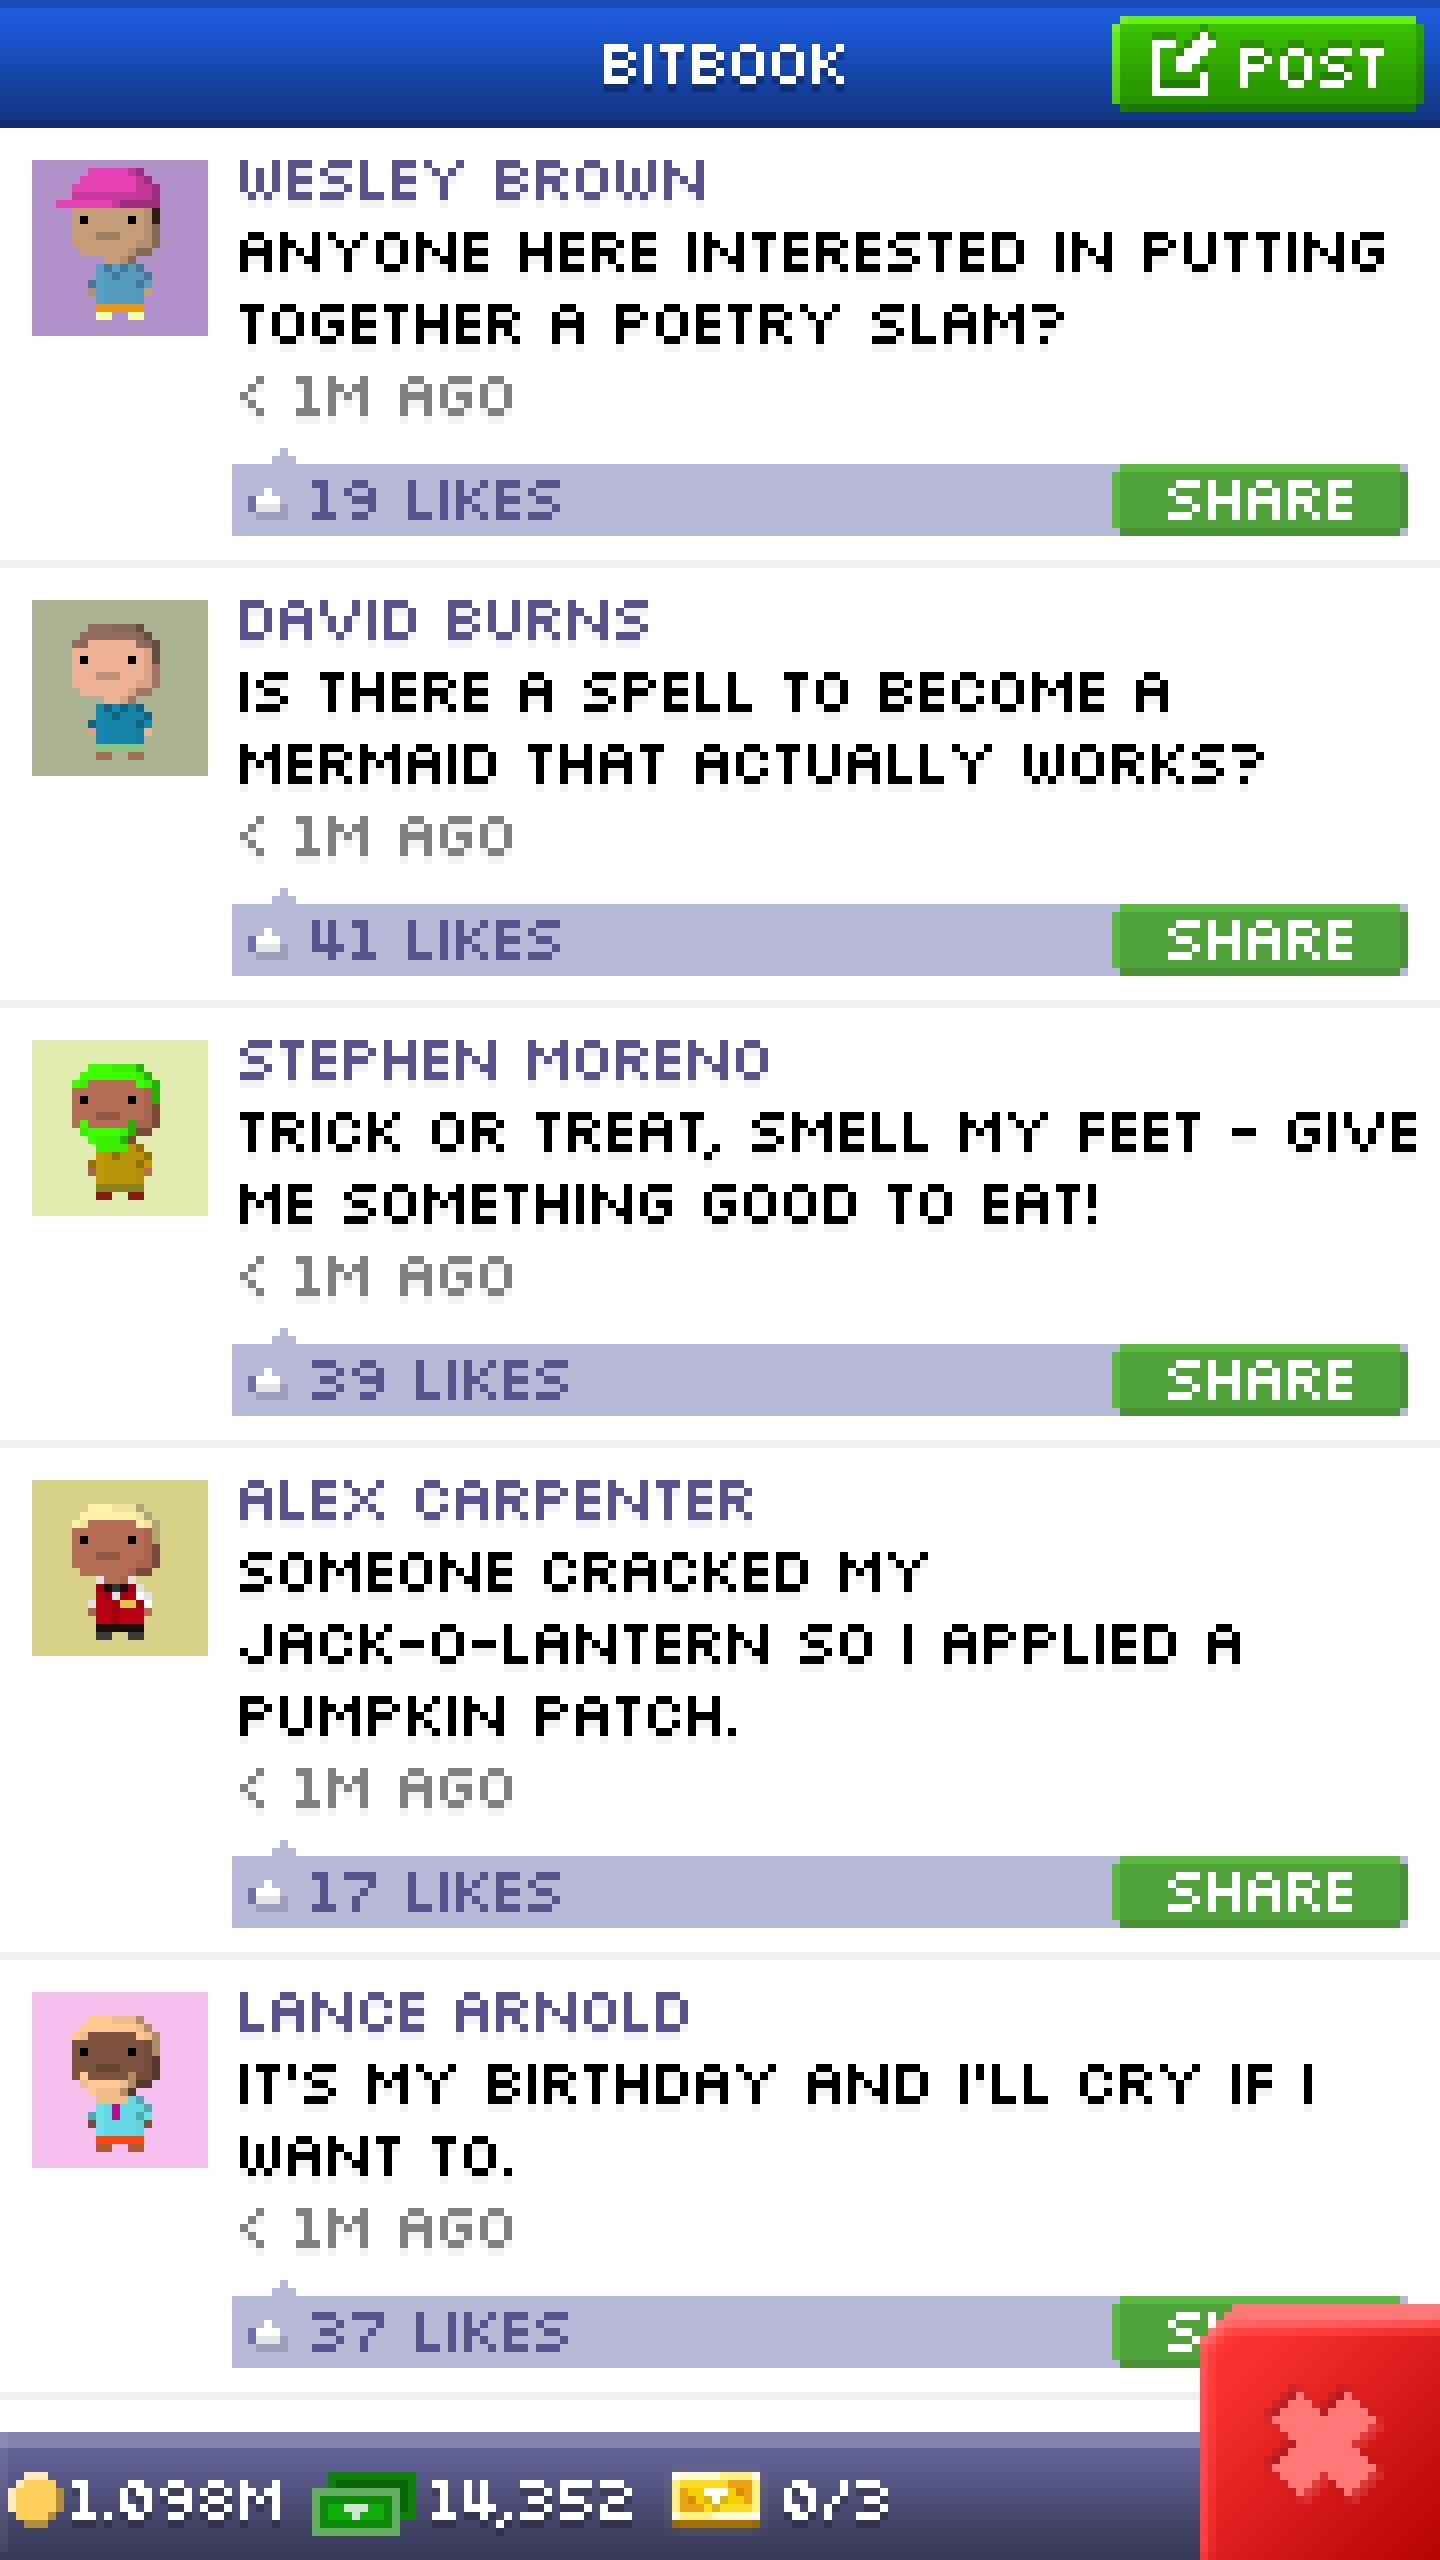 BITBOOK
POST
WESLEY BROWN
ANYONE HERE INTERESTED IN PUTTING
TOGETHER A POETRY SLAM?
< 1M AGO
19 LIKES
SHARE
DAVID BURNS
IS THERE A SPELL TO BECOME A
MERMAID THAT ACTUALLY WORKS?
< 1M AGO
41 LIKES
SHARE
STEPHEN MORENO
TRICK OR TREAT, SMELL MY FEET - GIVE
ME SOMETHING GOOD TO EAT!
< 1M AGO
39 LIKES
SHARE
ALEX CARPENTER
SOMEONE CRACKED MY
JACK-O-LANTERN SO I APPLIED A
PUMPKIN PATCH.
< 1M AGO
17 LIKES
SHARE
LANCE ARNOLD
IT'S MY BIRTHDAY AND I'LL CRY IF I
WANT TO.
< 1M AGO
37 LIKES
1.098M
14,352
0/3